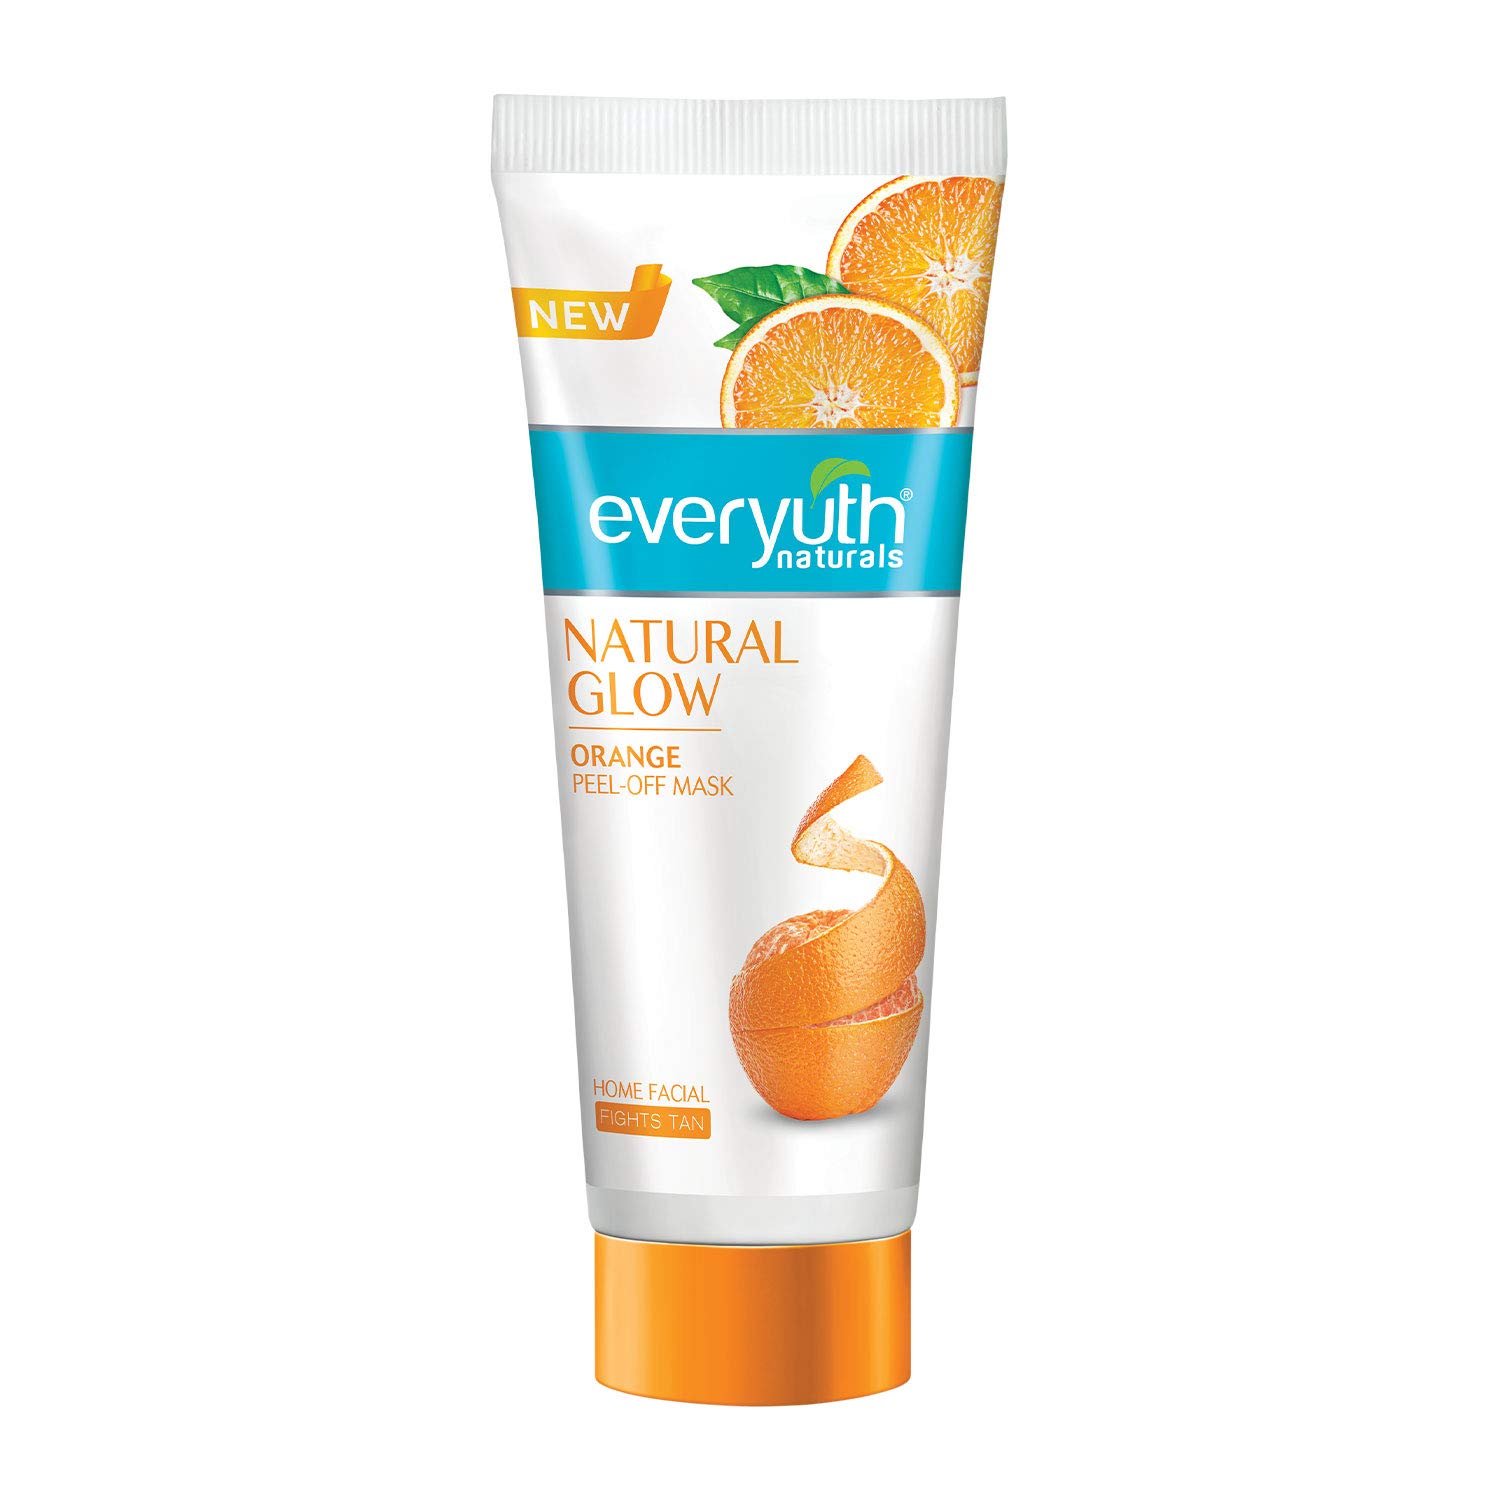 NEW
everyuth®
naturals
NATURAL
GLOW
ORANGE
PEEL-OFF MASK
HOME FACIAL
FIGHTS TAN